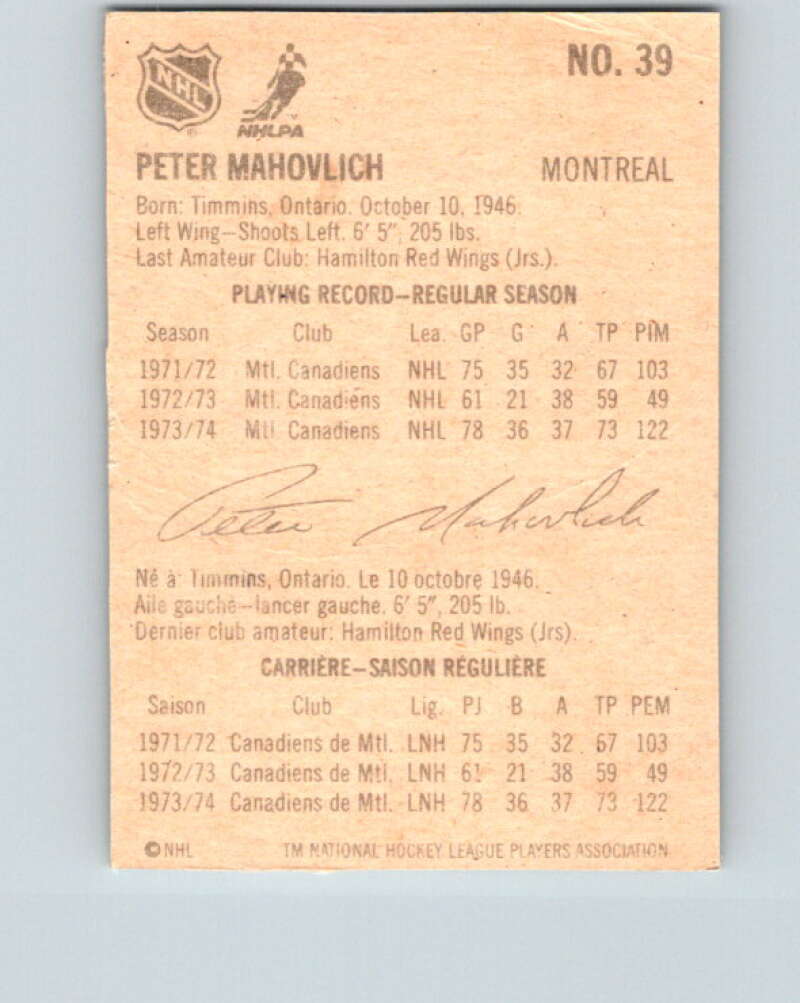 NHL
NHLPA
NO. 39
PETER MAHOVLICH MONTREAL
Born: Timmins, Ontario. October 10, 1946.
Left Wing—Shoots Left. 6′ 5″, 205 lbs.
Last Amateur Club: Hamilton Red Wings (Jrs.).
PLAYING RECORD—REGULAR SEASON
Season Club Lea. GP G A TP PIM
1971/72 Mtl. Canadiens NHL 75 35 32 67 103
1972/73 Mtl. Canadiens NHL 61 21 38 59 49
1973/74 Mtl Canadiens NHL 78 36 37 73 122
Peter Mahovlich
Né à Timmins, Ontario. Le 10 octobre 1946.
Aile gauche—lancer gauche. 6′ 5″, 205 lb.
Dernier club amateur: Hamilton Red Wings (Jrs).
CARRIÈRE—SAISON RÉGULIÈRE
Saison Club Lig. PJ B A TP PEM
1971/72 Canadiens de Mtl. LNH 75 35 32 67 103
1972/73 Canadiens de Mtl. LNH 61 21 38 59 49
1973/74 Canadiens de Mtl. LNH 78 36 37 73 122
© NHL TM NATIONAL HOCKEY LEAGUE PLAYERS ASSOCIATION